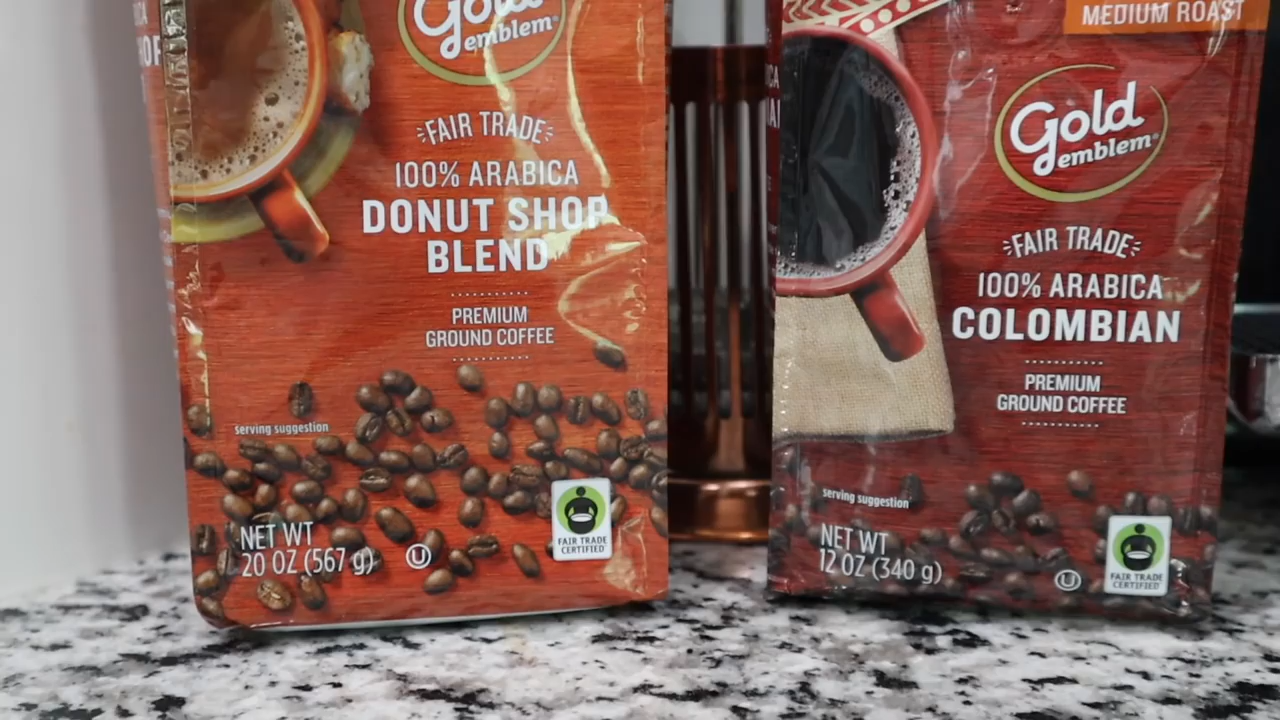 Gold
emblem
FAIR TRADE
100% ARABICA
DONUT SHOP
BLEND
PREMIUM
GROUND COFFEE
serving suggestion
NET WT
20 OZ (567 g)
U
FAIR TRADE
CERTIFIED
MEDIUM ROAST
Gold
emblem®
FAIR TRADE
100% ARABICA
COLOMBIAN
PREMIUM
GROUND COFFEE
serving suggestion
NET WT
12 OZ (340 g)
U
FAIR TRADE
CERTIFIED